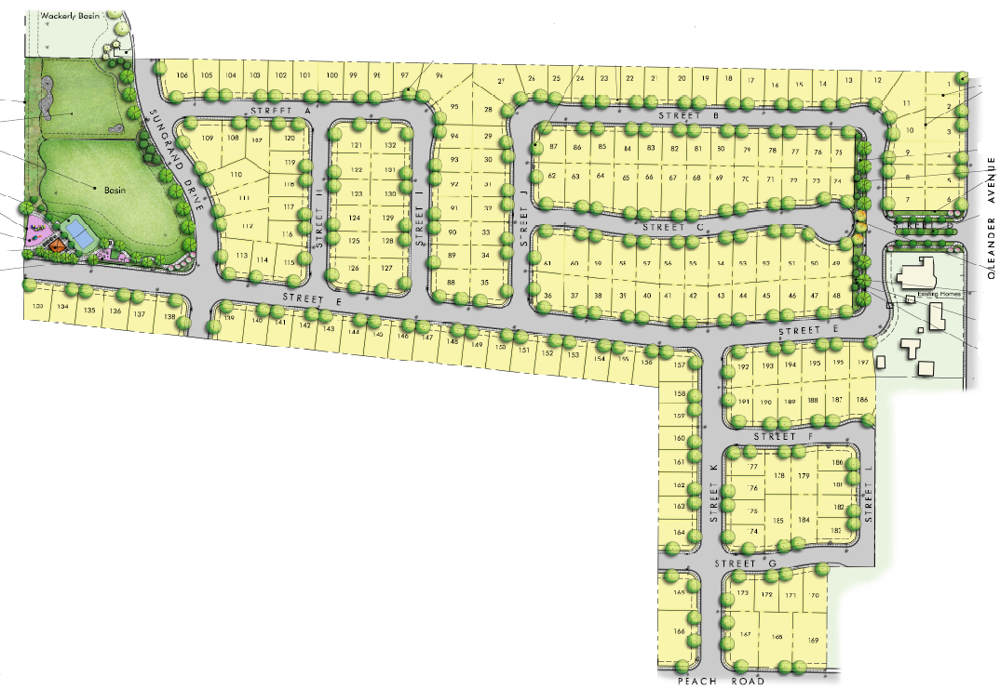 Wackerly Basin
106 105 104 103 102 101 100 99 98 97 96
27 26 25 24 23 22 21 20 19 18 17 16 15 14 13 12
11 1
2
STREET A
STREET B
95 28
10 3
SUNGRAND DRIVE
109 108 107 120
121 132
94 29
87 86 85 84 83 82 81 80 79 78 77 76 75
9 4
119
93 30
110
122 131
8 5
118
62 63 64 65 66 67 68 69 70 71 72 73 74
92 31
Basin
111
123 130
7 6
117
91 32
OLEANDER AVENUE
STREET H
STREET I
STREET J
124 129
112
116
90 33
STREET C
STREET D
125 128
113 114 115
89 34
126 127
61 60 59 58 57 56 55 54 53 52 51 50 49
88 35
36 37 38 39 40 41 42 43 44 45 46 47 48
Existing Homes
STREET E
STREET E
133 134 135 136 137 138
139 141 142 143 144 145 146 147 148 149 150 151 152 153 154 155 156
157
192 193 194 195 196 197
158
191 190 189 188 187 186
159
160
STREET F
161
177 178 179 180
162
176 181
STREET K
STREET L
163
175 182
185 184
164
174 183
STREET G
165
173 172 171 170
166
167 168 169
PEACH ROAD